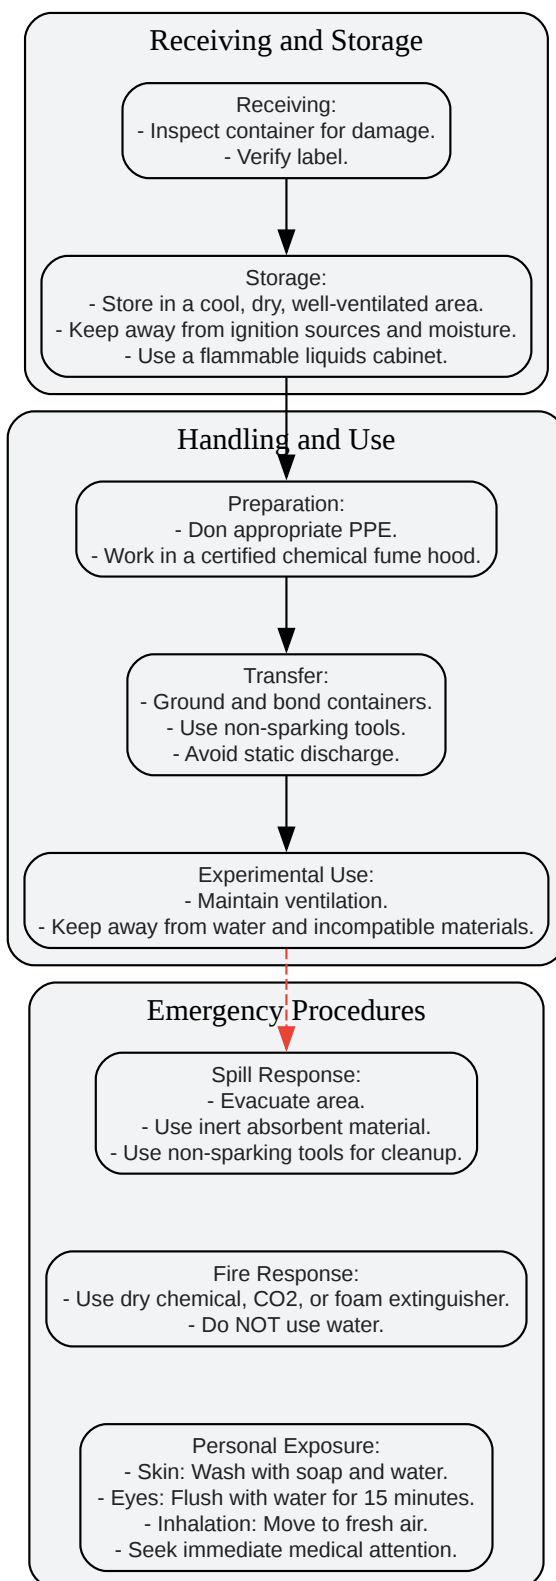 Receiving and Storage
Receiving:
- Inspect container for damage.
- Verify label.
Storage:
- Store in a cool, dry, well-ventilated area.
- Keep away from ignition sources and moisture.
- Use a flammable liquids cabinet.
Handling and Use
Preparation:
- Don appropriate PPE.
- Work in a certified chemical fume hood.
Transfer:
- Ground and bond containers.
- Use non-sparking tools.
- Avoid static discharge.
Experimental Use:
- Maintain ventilation.
- Keep away from water and incompatible materials.
Emergency Procedures
Spill Response:
- Evacuate area.
- Use inert absorbent material.
- Use non-sparking tools for cleanup.
Fire Response:
- Use dry chemical, CO2, or foam extinguisher.
- Do NOT use water.
Personal Exposure:
- Skin: Wash with soap and water.
- Eyes: Flush with water for 15 minutes.
- Inhalation: Move to fresh air.
- Seek immediate medical attention.